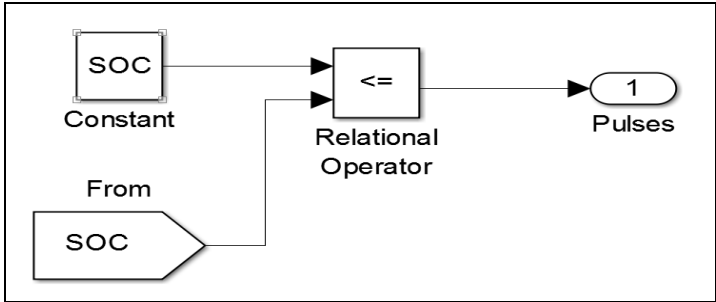 SOC
Constant
<=
Relational
Operator
1
Pulses
From
SOC